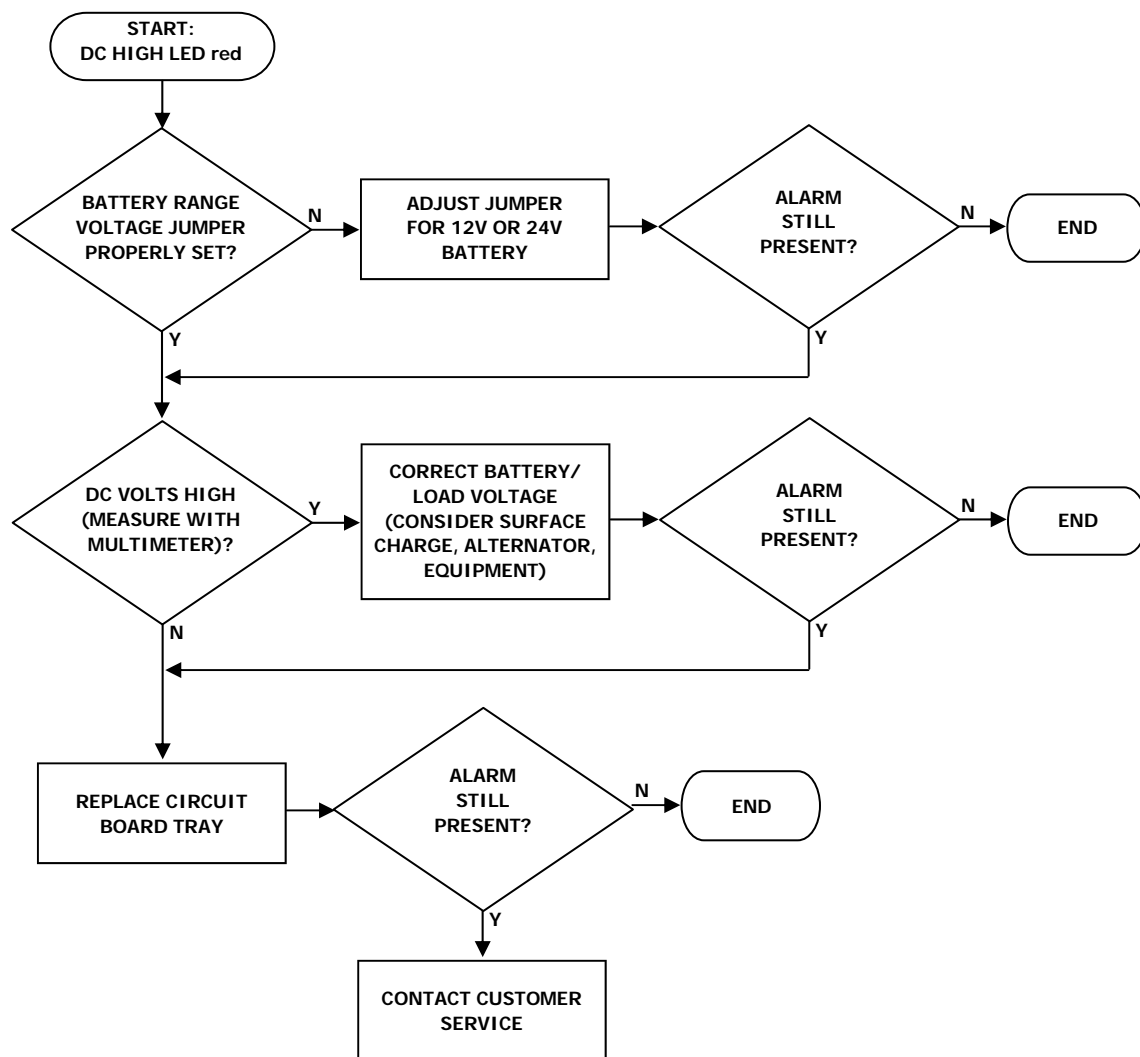 START:
DC HIGH LED red
BATTERY RANGE
VOLTAGE JUMPER
PROPERLY SET?
N
ADJUST JUMPER
FOR 12V OR 24V
BATTERY
ALARM
STILL
PRESENT?
N
END
Y
Y
DC VOLTS HIGH
(MEASURE WITH
MULTIMETER)?
Y
CORRECT BATTERY/
LOAD VOLTAGE
(CONSIDER SURFACE
CHARGE, ALTERNATOR,
EQUIPMENT)
ALARM
STILL
PRESENT?
N
END
N
Y
REPLACE CIRCUIT
BOARD TRAY
ALARM
STILL
PRESENT?
N
END
Y
CONTACT CUSTOMER
SERVICE